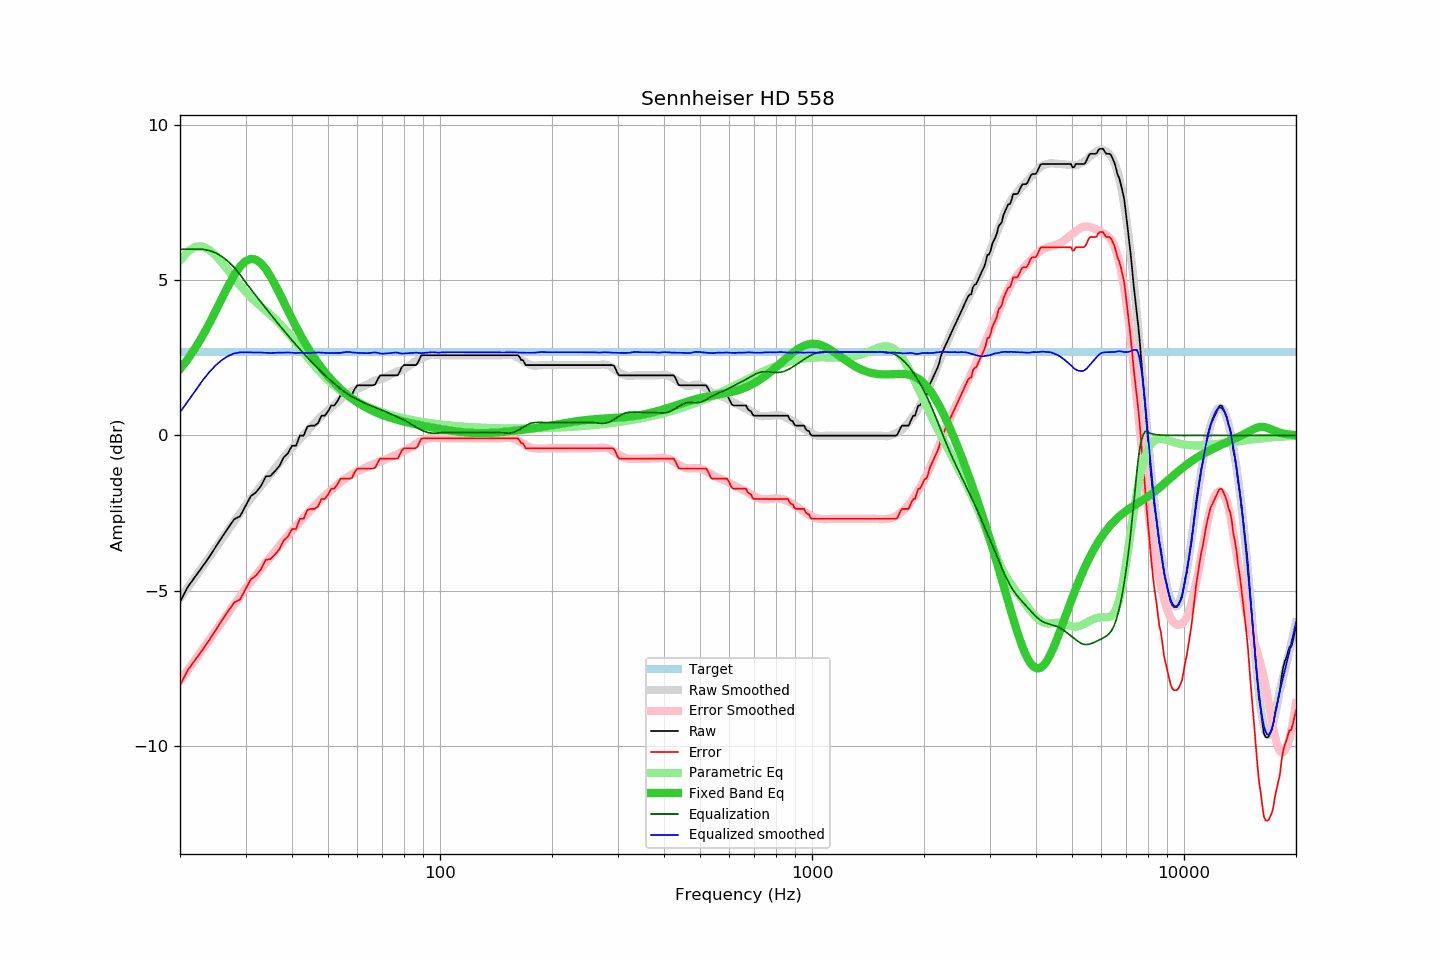 Sennheiser HD 558
10
5
0
−5
−10
Amplitude (dBr)
Target
Raw Smoothed
Error Smoothed
Raw
Error
Parametric Eq
Fixed Band Eq
Equalization
Equalized smoothed
100
1000
10000
Frequency (Hz)